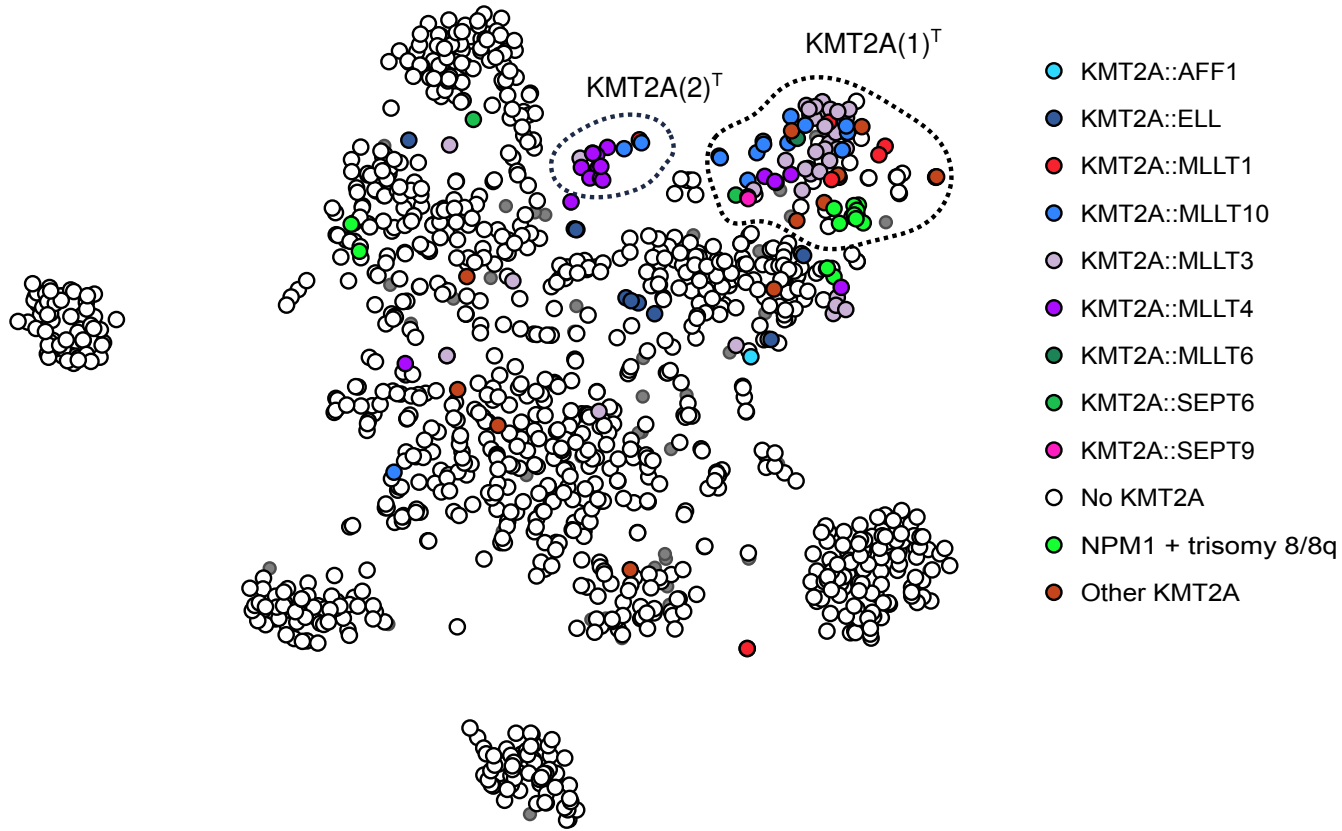 KMT2A(1)ᵀ
KMT2A(2)ᵀ
KMT2A::AFF1
KMT2A::ELL
KMT2A::MLLT1
KMT2A::MLLT10
KMT2A::MLLT3
KMT2A::MLLT4
KMT2A::MLLT6
KMT2A::SEPT6
KMT2A::SEPT9
No KMT2A
NPM1 + trisomy 8/8q
Other KMT2A